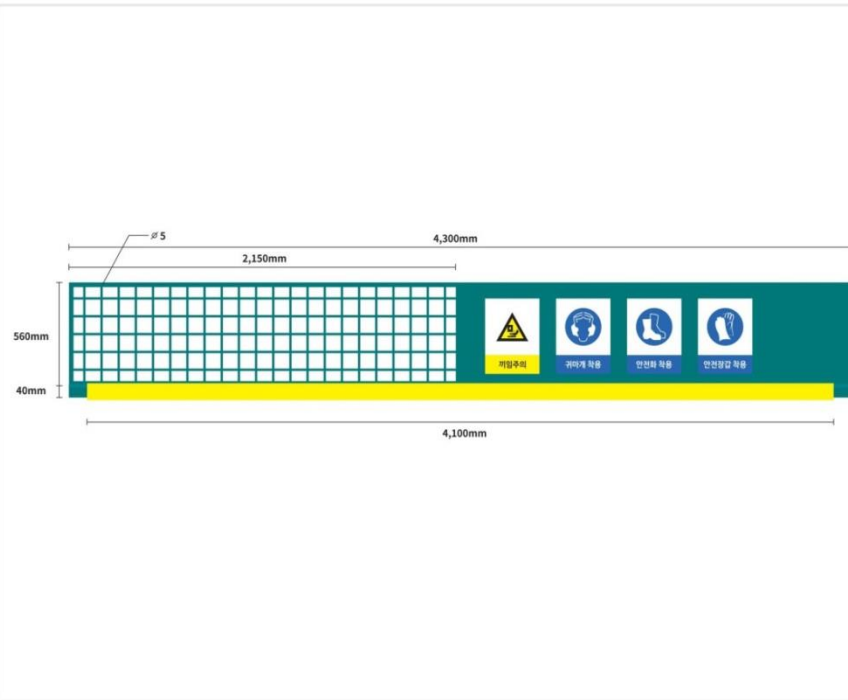 ⌀ 5
4,300mm
2,150mm
560mm
끼임주의
귀마개 착용
안전화 착용
안전장갑 착용
40mm
4,100mm